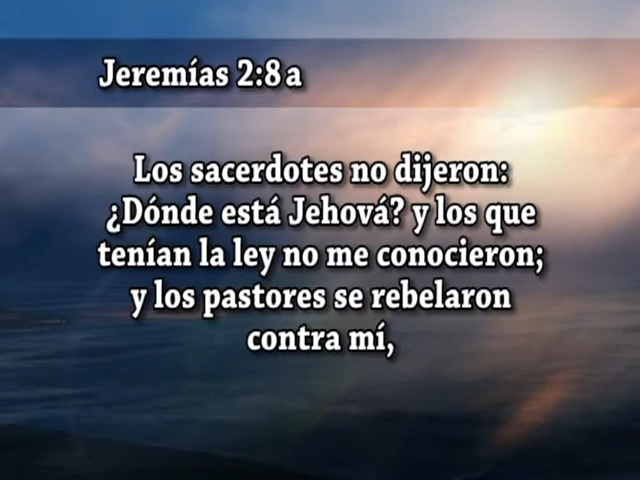 Jeremías 2:8 a
Los sacerdotes no dijeron:
¿Dónde está Jehová? y los que
tenían la ley no me conocieron;
y los pastores se rebelaron
contra mí,